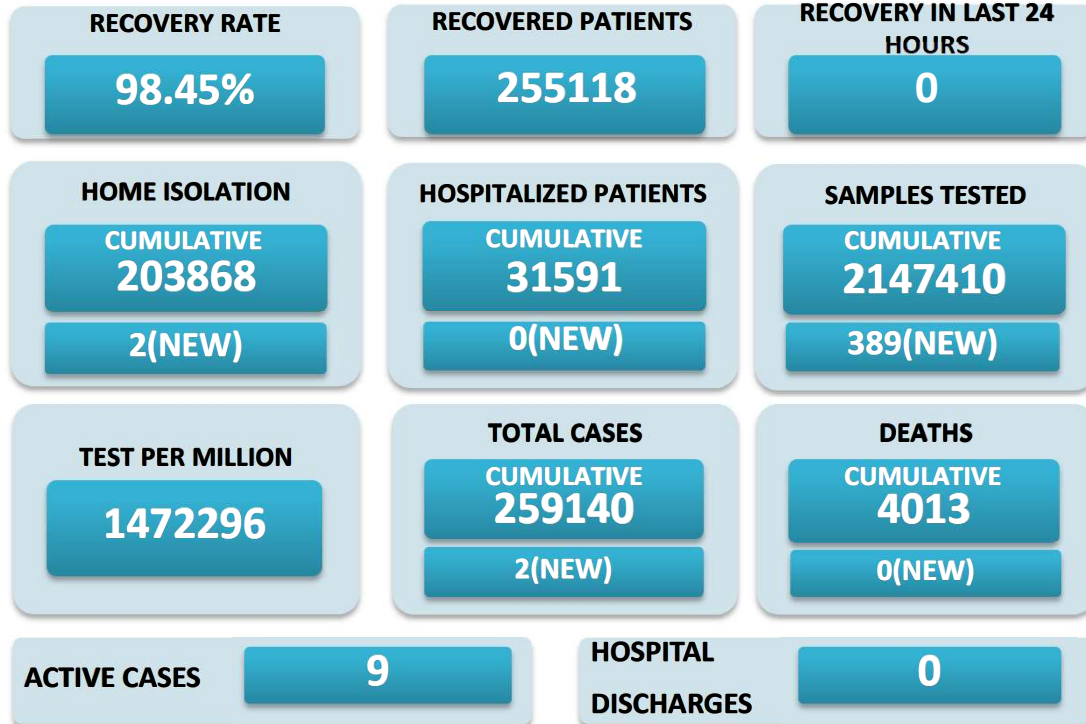 RECOVERY RATE
98.45%
RECOVERED PATIENTS
255118
RECOVERY IN LAST 24
HOURS
0
HOME ISOLATION
CUMULATIVE
203868
2(NEW)
HOSPITALIZED PATIENTS
CUMULATIVE
31591
0(NEW)
SAMPLES TESTED
CUMULATIVE
2147410
389(NEW)
TEST PER MILLION
1472296
TOTAL CASES
CUMULATIVE
259140
2(NEW)
DEATHS
CUMULATIVE
4013
0(NEW)
ACTIVE CASES
9
HOSPITAL
DISCHARGES
0